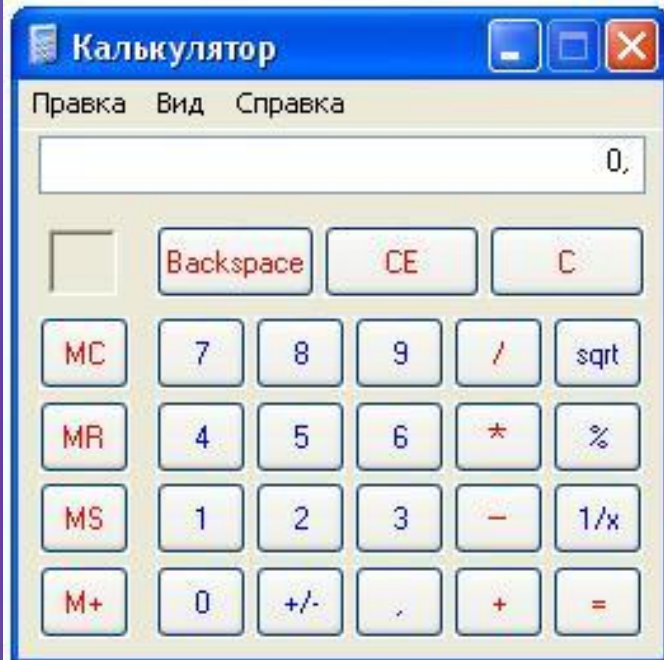 Калькулятор
Правка Вид Справка
0,
Backspace CE C
MC 7 8 9 / sqrt
MR 4 5 6 * %
MS 1 2 3 – 1/x
M+ 0 +/- , + =